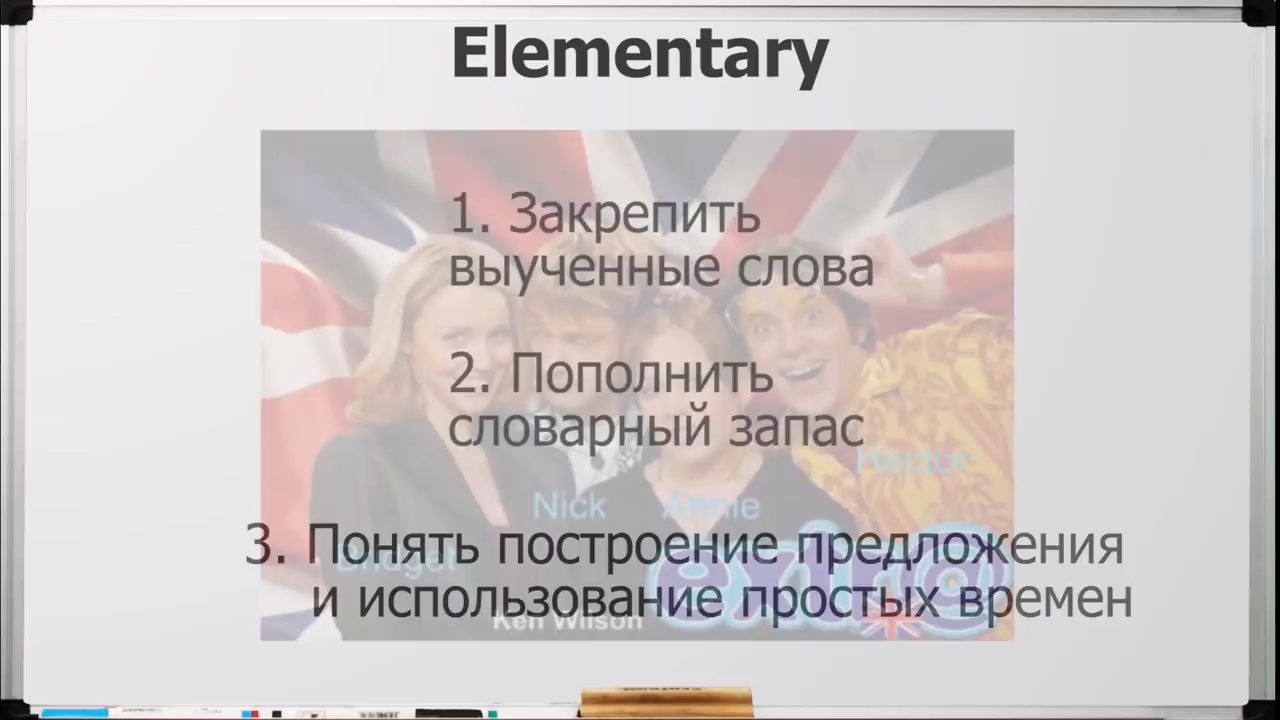 Elementary
1. Закрепить
выученные слова
2. Пополнить
словарный запас
Hector
Nick Annie
3. Понять построение предложения
и использование простых времен
Bridget
extr@
Ken Wilson